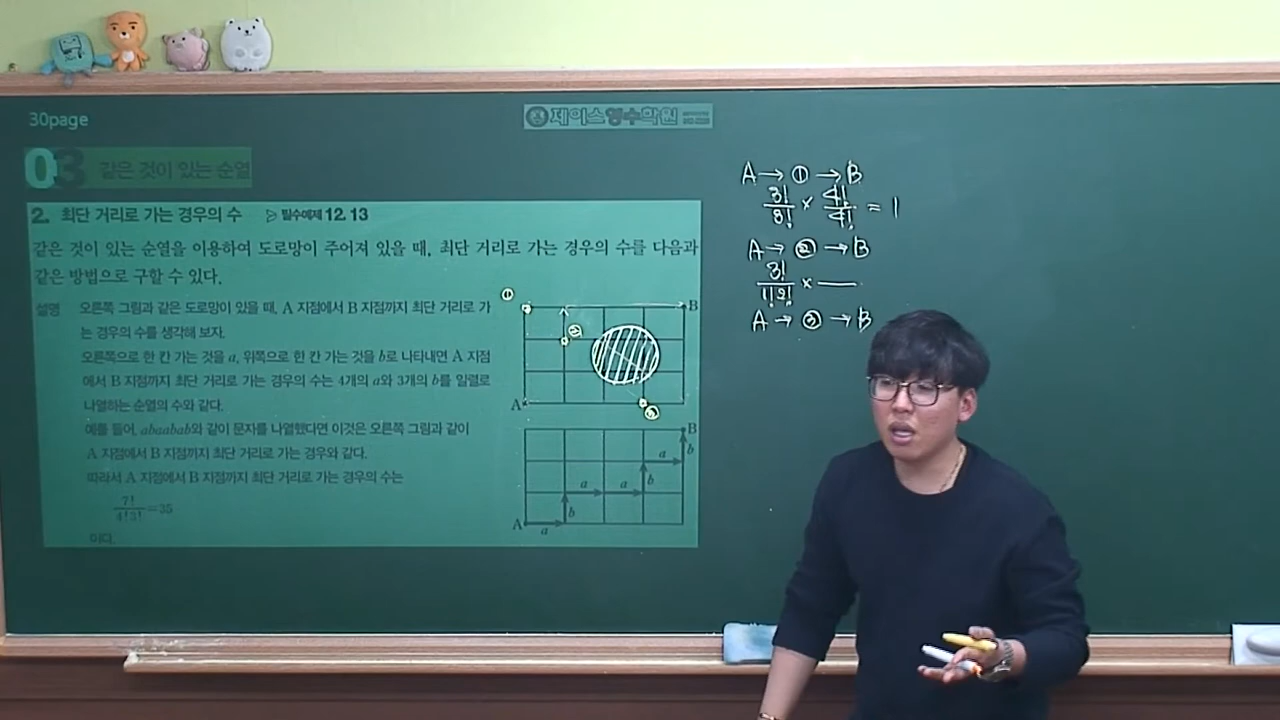 30page
제이스영수학원
03 같은 것이 있는 순열
2. 최단 거리로 가는 경우의 수 ▷ 필수예제 12, 13
같은 것이 있는 순열을 이용하여 도로망이 주어져 있을 때, 최단 거리로 가는 경우의 수를 다음과
같은 방법으로 구할 수 있다.
설명 오른쪽 그림과 같은 도로망이 있을 때, A 지점에서 B 지점까지 최단 거리로 가
는 경우의 수를 생각해 보자.
오른쪽으로 한 칸 가는 것을 a, 위쪽으로 한 칸 가는 것을 b로 나타내면 A 지점
에서 B 지점까지 최단 거리로 가는 경우의 수는 4개의 a와 3개의 b를 일렬로
나열하는 순열의 수와 같다.
예를 들어, abaabab와 같이 문자를 나열했다면 이것은 오른쪽 그림과 같이
A 지점에서 B 지점까지 최단 거리로 가는 경우와 같다.
따라서 A 지점에서 B 지점까지 최단 거리로 가는 경우의 수는
7!/4!3! =35
이다.
① B
②
A ③
B
a b
a a b
b
A a
A → ① → B
3!/3! × 4!/4! = 1
A → ② → B
3!/1!2! ×
A → ③ → B